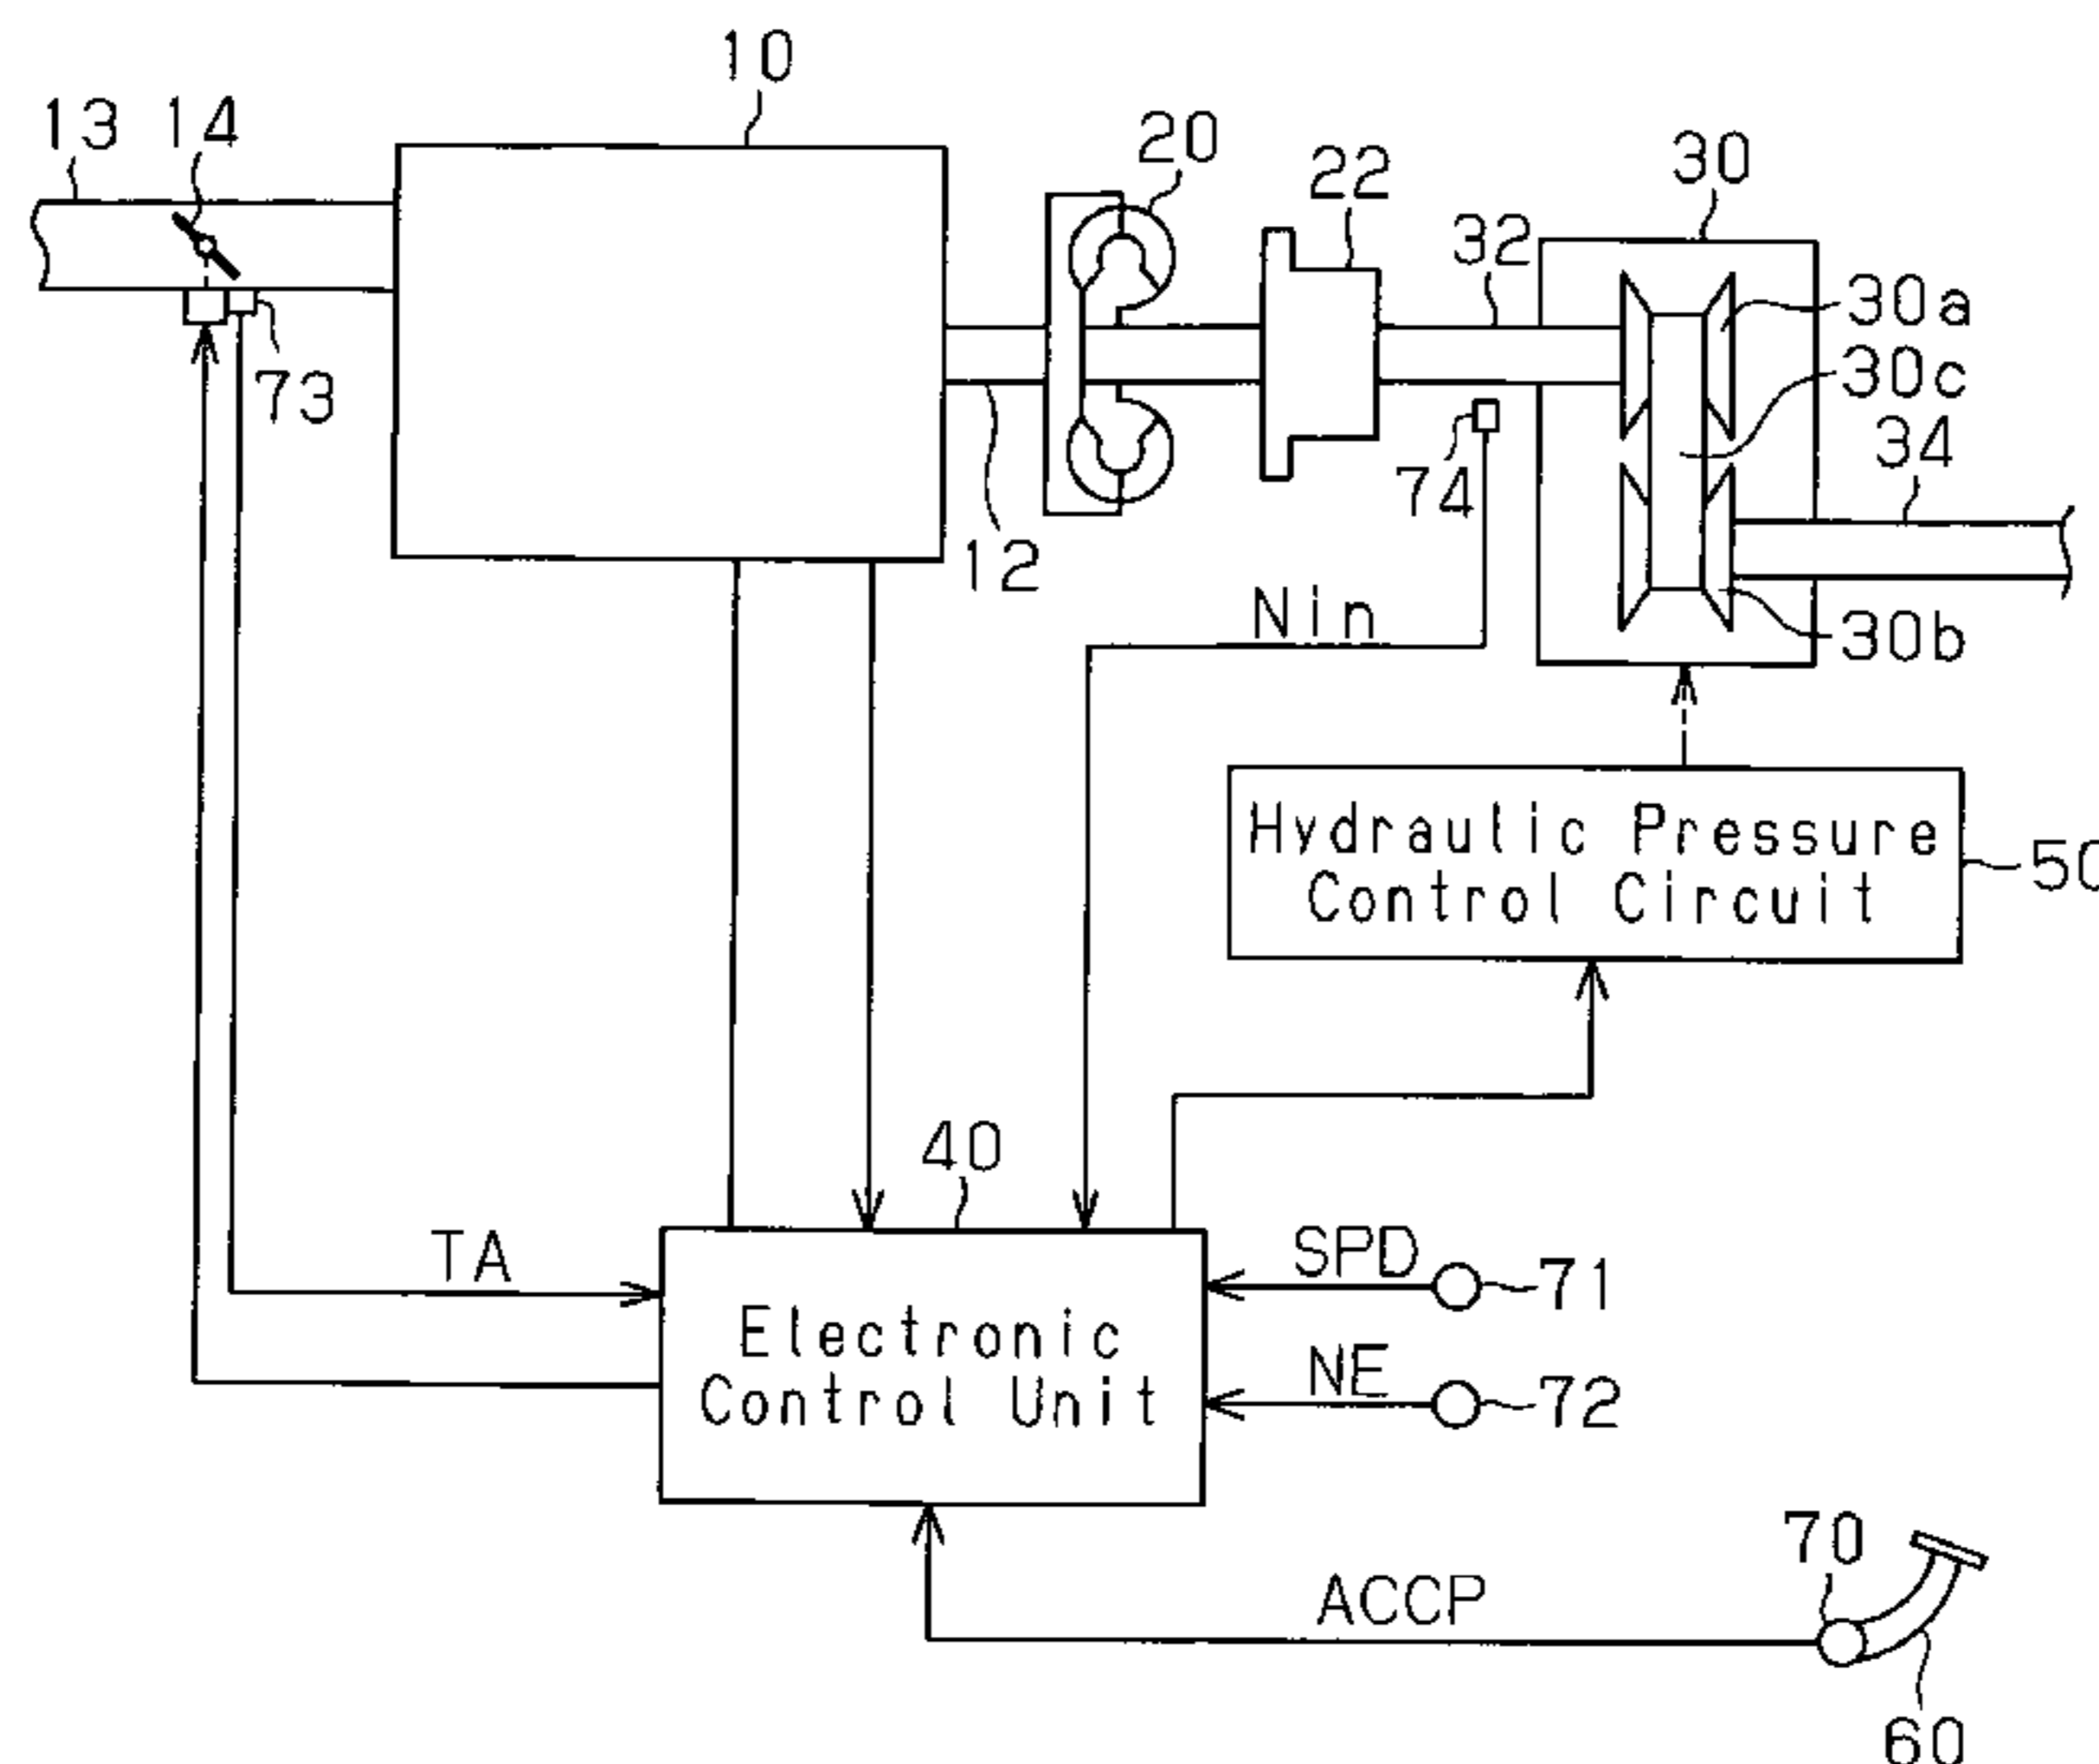 10
13 14
20
22
30
32
30a
30c
73
34
74
12
Nin
30b
Hydraulic Pressure
Control Circuit
50
40
TA
SPD
71
Electronic
Control Unit
NE
72
70
ACCP
60